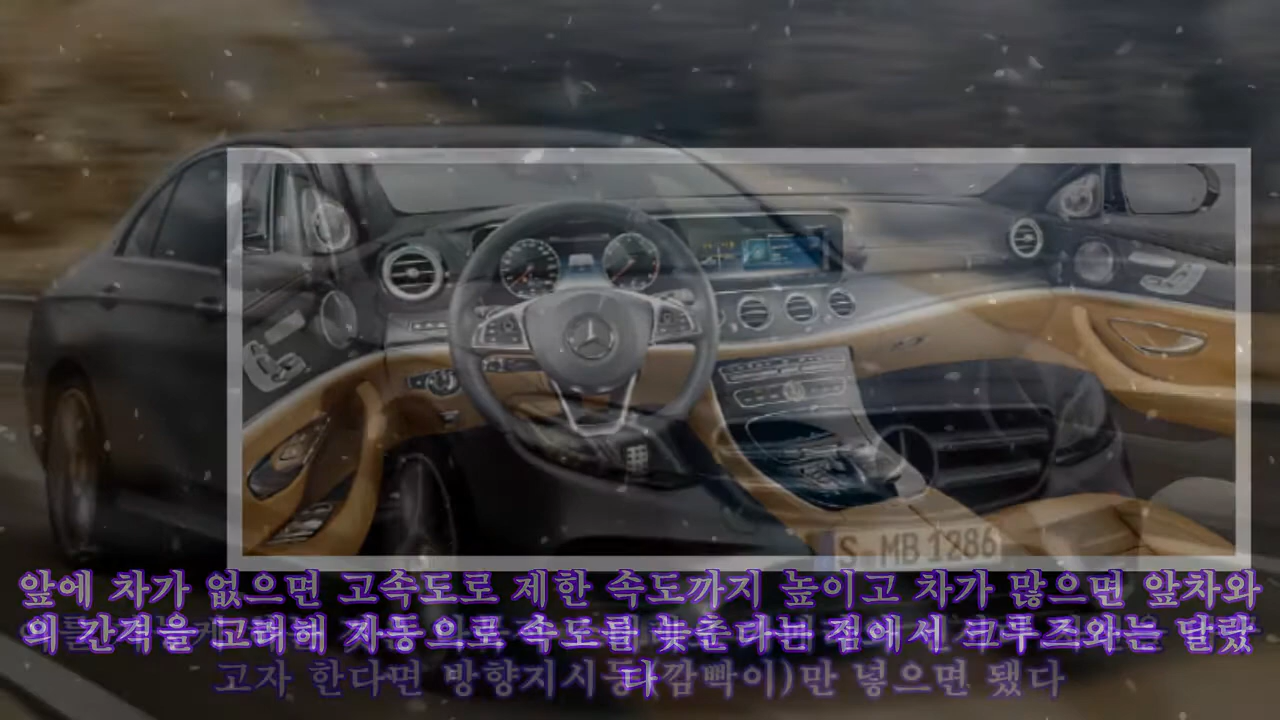 S MB 1286
앞에 차가 없으면 고속도로 제한 속도까지 높이고 차가 많으면 앞차와
의 간격을 고려해 자동으로 속도를 늦춘다는 점에서 크루즈와는 달랐
다
고자 한다면 방향지시등(깜빡이)만 넣으면 됐다